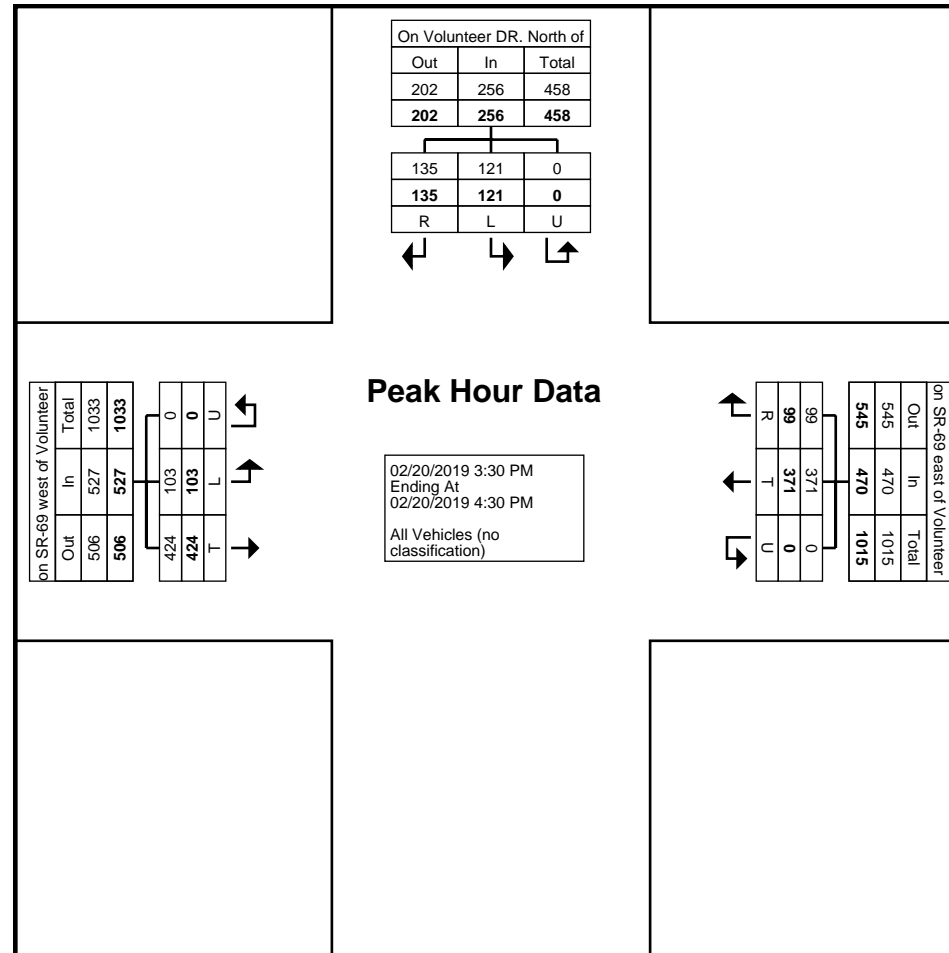 On Volunteer DR. North of
Out In Total
202 256 458
202 256 458
135 121 0
135 121 0
R L U
Peak Hour Data
02/20/2019 3:30 PM
Ending At
02/20/2019 4:30 PM
All Vehicles (no
classification)
on SR-69 west of Volunteer
Out In Total
506 527 1033
506 527 1033
424 103 0
424 103 0
T L U
on SR-69 east of Volunteer
Out In Total
545 470 1015
545 470 1015
99 371 0
99 371 0
R T U